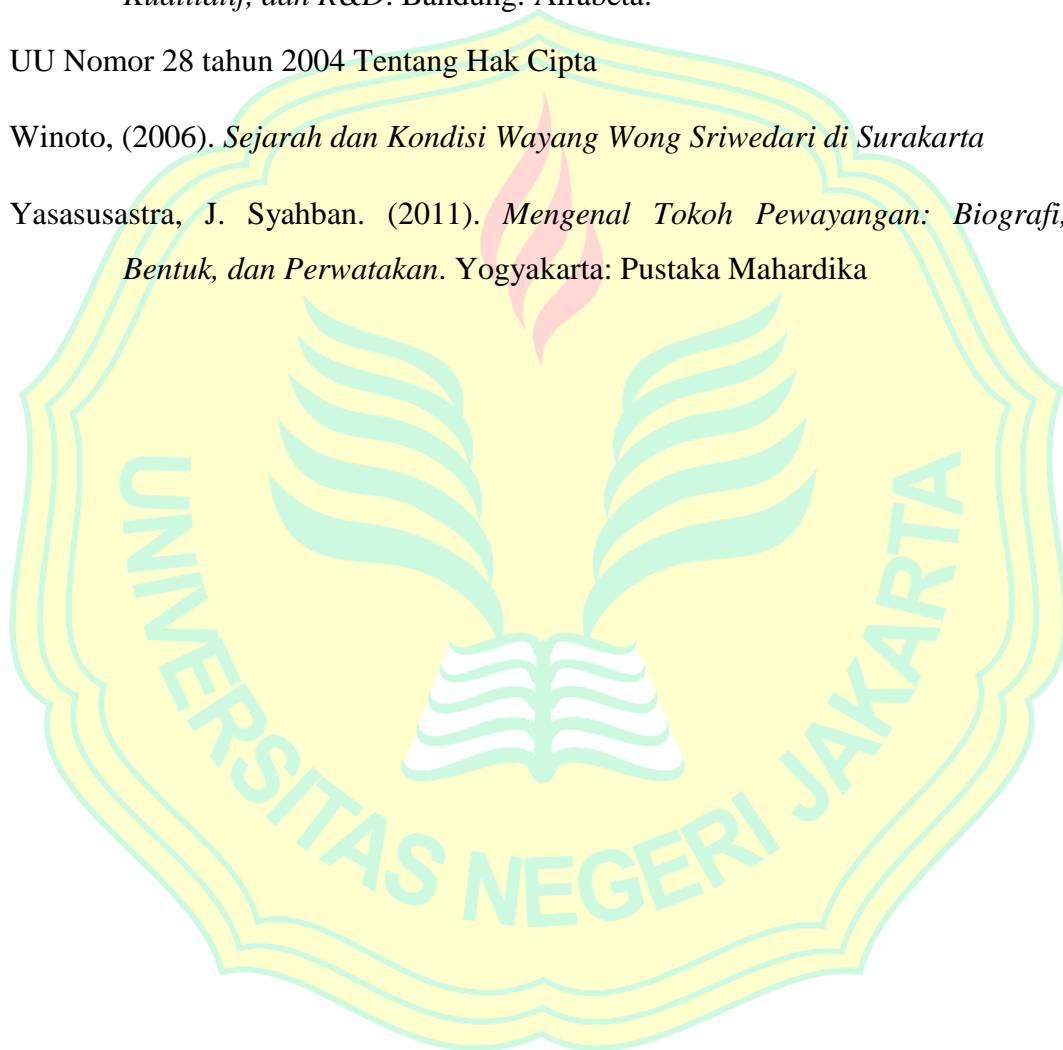 Kualitatif, dan R&D. Bandung: Alfabeta.
UU Nomor 28 tahun 2004 Tentang Hak Cipta
Winoto, (2006). Sejarah dan Kondisi Wayang Wong Sriwedari di Surakarta
Yasasusastra, J. Syahban. (2011). Mengenal Tokoh Pewayangan: Biografi,
Bentuk, dan Perwatakan. Yogyakarta: Pustaka Mahardika
UNIVERSITAS NEGERI JAKARTA